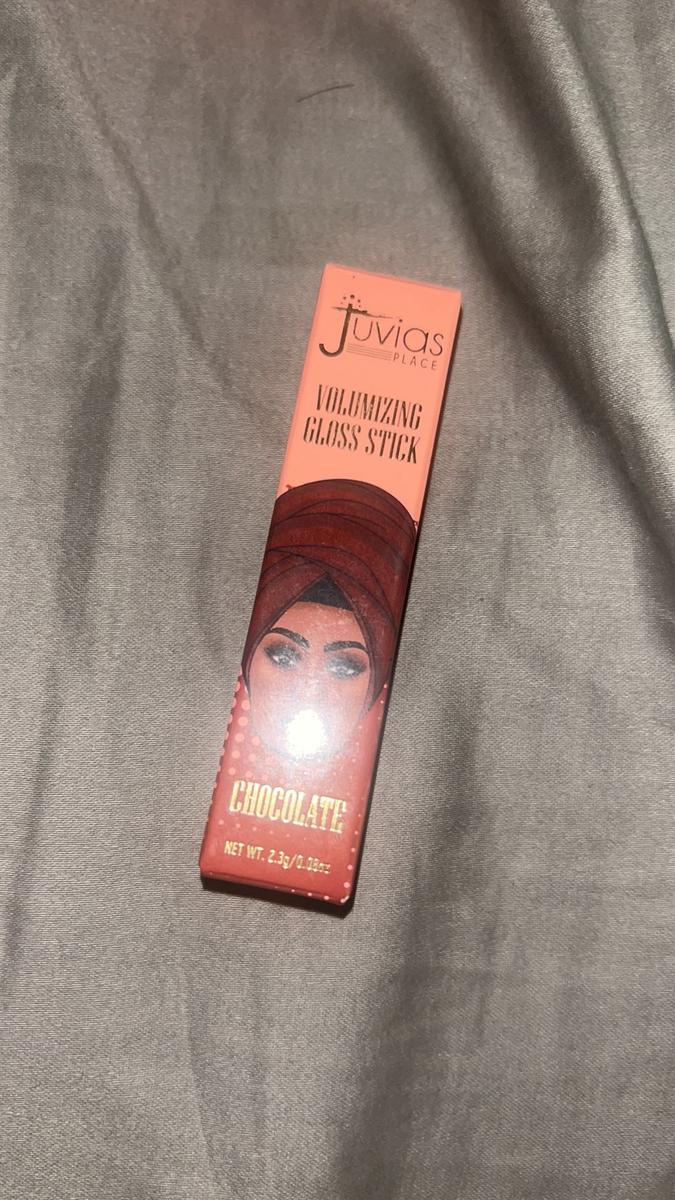 Juvias
PLACE
VOLUMIZING
GLOSS STICK
CHOCOLATE
NET WT. 2.3g/0.08oz